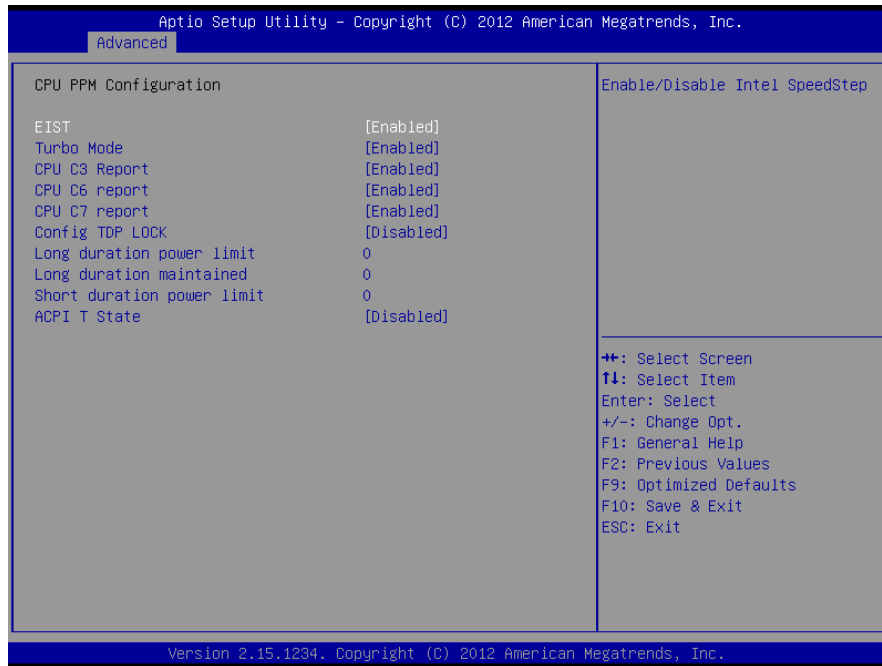 Aptio Setup Utility – Copyright (C) 2012 American Megatrends, Inc.
Advanced
CPU PPM Configuration
EIST [Enabled]
Turbo Mode [Enabled]
CPU C3 Report [Enabled]
CPU C6 report [Enabled]
CPU C7 report [Enabled]
Config TDP LOCK [Disabled]
Long duration power limit 0
Long duration maintained 0
Short duration power limit 0
ACPI T State [Disabled]
Enable/Disable Intel SpeedStep
→←: Select Screen
↑↓: Select Item
Enter: Select
+/-: Change Opt.
F1: General Help
F2: Previous Values
F9: Optimized Defaults
F10: Save & Exit
ESC: Exit
Version 2.15.1234. Copyright (C) 2012 American Megatrends, Inc.